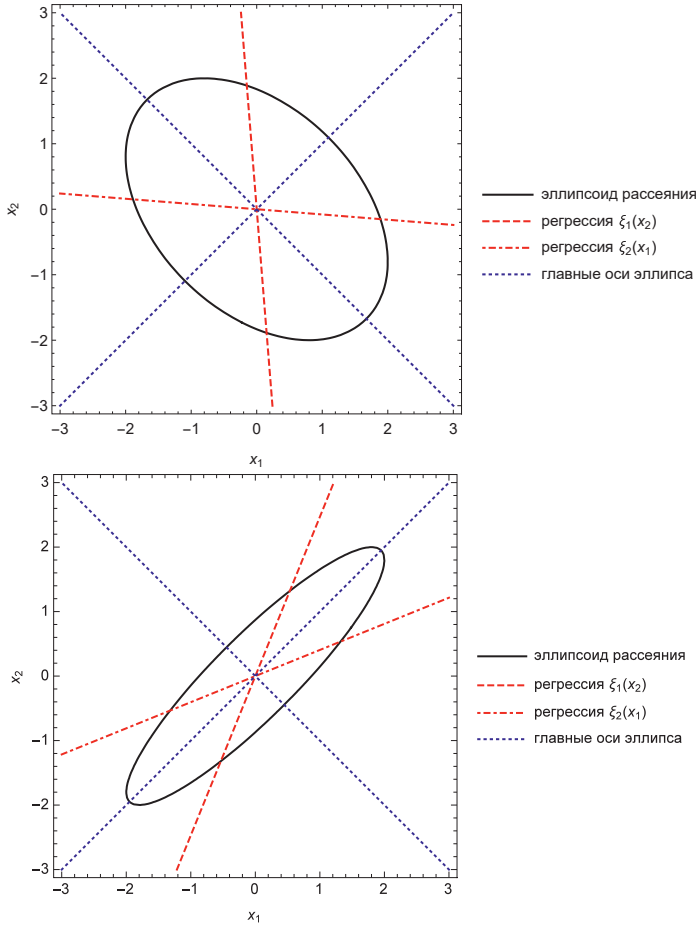 3
2
1
0
−1
−2
−3
x2
−3 −2 −1 0 1 2 3
x1
эллипсоид рассеяния
регрессия ξ1(x2)
регрессия ξ2(x1)
главные оси эллипса
3
2
1
0
−1
−2
−3
x2
−3 −2 −1 0 1 2 3
x1
эллипсоид рассеяния
регрессия ξ1(x2)
регрессия ξ2(x1)
главные оси эллипса